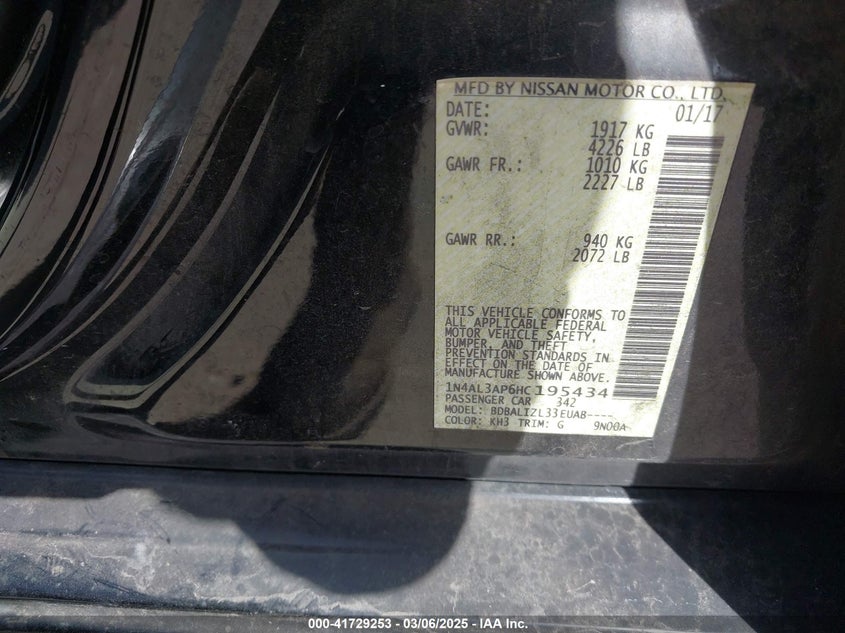 MFD BY NISSAN MOTOR CO., LTD.
DATE: 01/17
GVWR: 1917 KG
4226 LB
GAWR FR.: 1010 KG
2227 LB
GAWR RR.: 940 KG
2072 LB
THIS VEHICLE CONFORMS TO
ALL APPLICABLE FEDERAL
MOTOR VEHICLE SAFETY,
BUMPER, AND THEFT
PREVENTION STANDARDS IN
EFFECT ON THE DATE OF
MANUFACTURE SHOWN ABOVE.
1N4AL3AP6HC195434
PASSENGER CAR 342
MODEL: BDBALIZL33EUAB----
COLOR: KH3 TRIM: G 9N00A
000-41729253 - 03/06/2025 - IAA Inc.